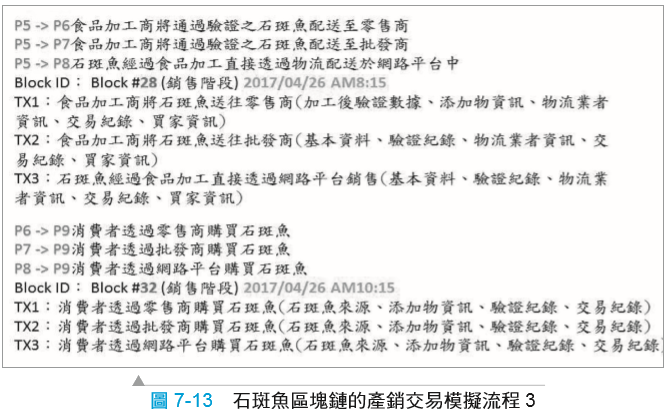 P5 -> P6食品加工商將通過驗證之石斑魚配送至零售商
P5 -> P7食品加工商將通過驗證之石斑魚配送至批發商
P5 -> P8石斑魚經過食品加工直接透過物流配送於網路平台中
Block ID： Block #28 (銷售階段) 2017/04/26 AM8:15
TX1：食品加工商將石斑魚送往零售商(加工後驗證數據、添加物資訊、物流業者
資訊、交易紀錄、買家資訊)
TX2：食品加工商將石斑魚送往批發商(基本資料、驗證紀錄、物流業者資訊、交
易紀錄、買家資訊)
TX3：石斑魚經過食品加工直接透過網路平台銷售(基本資料、驗證紀錄、物流業
者資訊、交易紀錄、買家資訊)
P6 -> P9消費者透過零售商購買石斑魚
P7 -> P9消費者透過批發商購買石斑魚
P8 -> P9消費者透過網路平台購買石斑魚
Block ID： Block #32 (銷售階段) 2017/04/26 AM10:15
TX1：消費者透過零售商購買石斑魚(石斑魚來源、添加物資訊、驗證紀錄、交易紀錄)
TX2：消費者透過批發商購買石斑魚(石斑魚來源、添加物資訊、驗證紀錄、交易紀錄)
TX3：消費者透過網路平台購買石斑魚(石斑魚來源、添加物資訊、驗證紀錄、交易紀錄
圖 7-13 石斑魚區塊鏈的產銷交易模擬流程 3